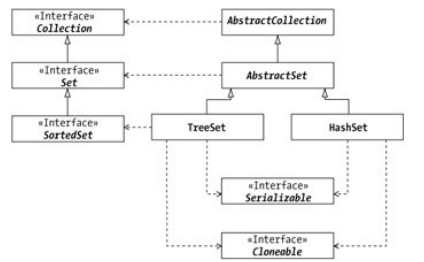 «Interface»
Collection
AbstractCollection
«Interface»
Set
AbstractSet
«Interface»
SortedSet
TreeSet
HashSet
«Interface»
Serializable
«Interface»
Cloneable